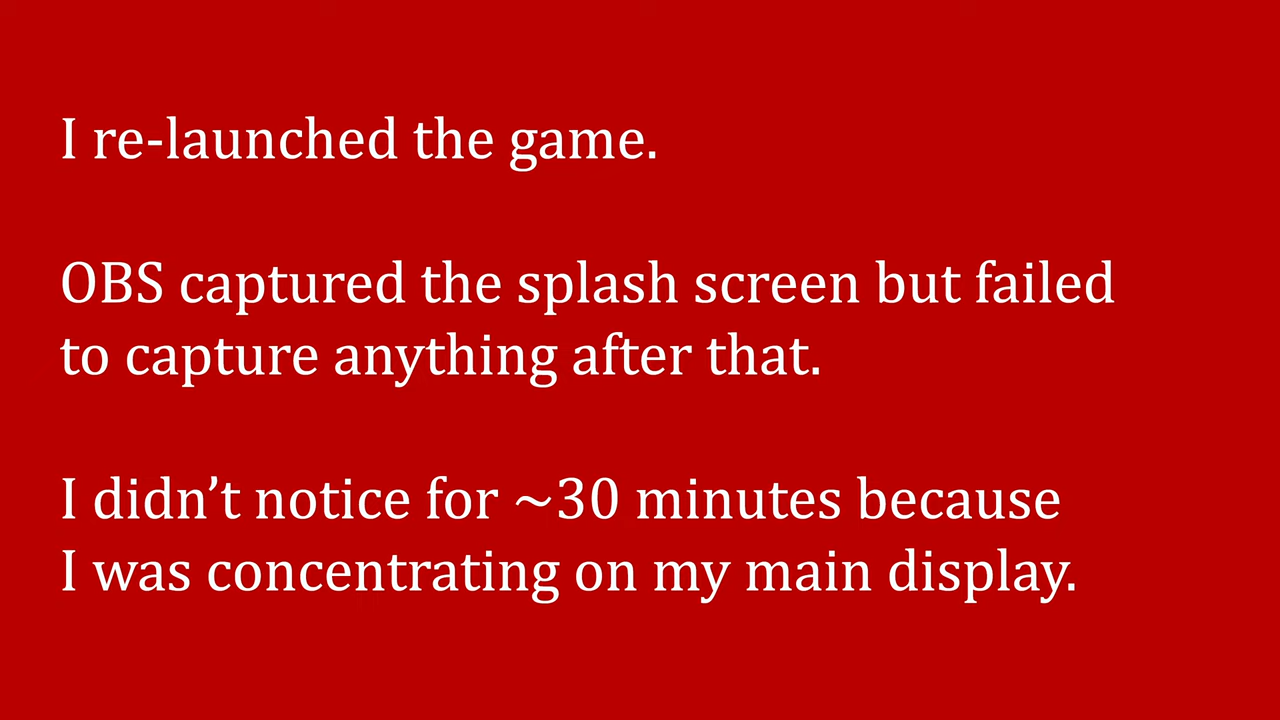 I re-launched the game.
OBS captured the splash screen but failed
to capture anything after that.
I didn’t notice for ~30 minutes because
I was concentrating on my main display.